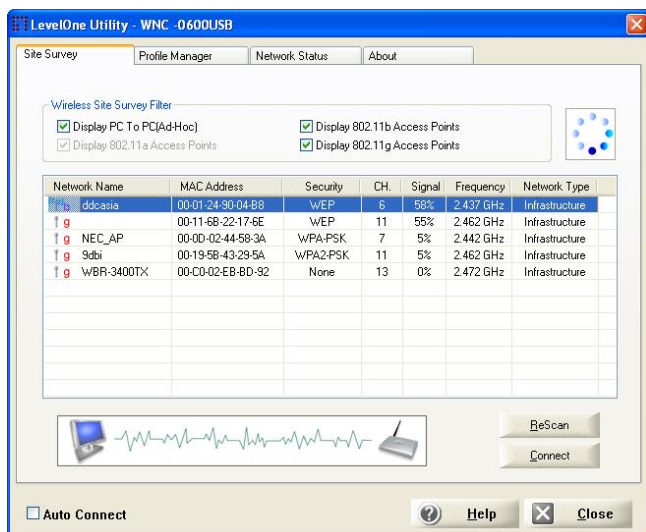 LevelOne Utility - WNC -0600USB
Site Survey Profile Manager Network Status About
Wireless Site Survey Filter
Display PC To PC(Ad-Hoc) Display 802.11b Access Points
Display 802.11a Access Points Display 802.11g Access Points
Network Name MAC Address Security CH. Signal Frequency Network Type
b ddcasia 00-01-24-90-04-B8 WEP 6 58% 2.437 GHz Infrastructure
g 00-11-6B-22-17-6E WEP 11 55% 2.462 GHz Infrastructure
g NEC_AP 00-0D-02-44-58-3A WPA-PSK 7 5% 2.442 GHz Infrastructure
g 9dbi 00-19-5B-43-29-5A WPA2-PSK 11 5% 2.462 GHz Infrastructure
g WBR-3400TX 00-C0-02-EB-BD-92 None 13 0% 2.472 GHz Infrastructure
ReScan
Connect
Auto Connect Help Close